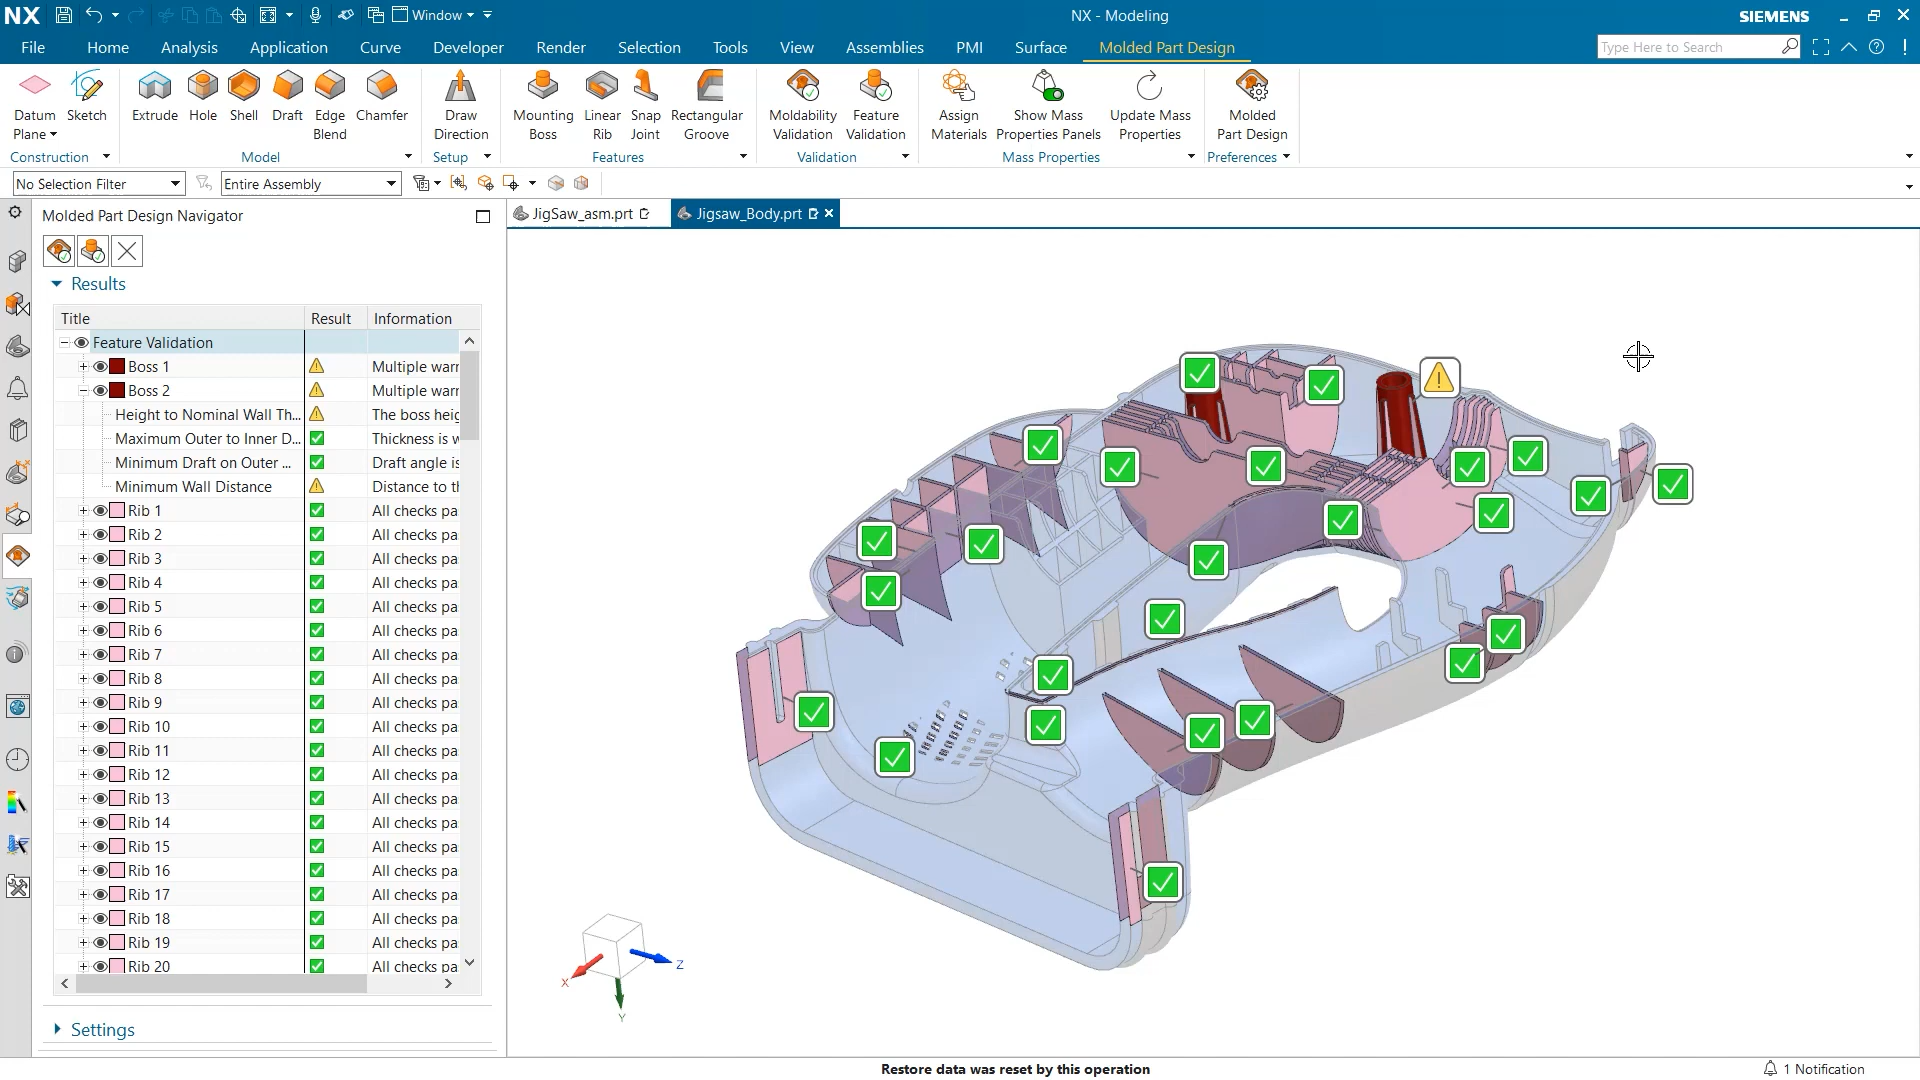 NX
Window
NX - Modeling
SIEMENS
File
Home
Analysis
Application
Curve
Developer
Render
Selection
Tools
View
Assemblies
PMI
Surface
Molded Part Design
Type Here to Search
Datum
Plane
Sketch
Extrude
Hole
Shell
Draft
Edge
Blend
Chamfer
Draw
Direction
Mounting
Boss
Linear
Rib
Snap
Joint
Rectangular
Groove
Moldability
Validation
Feature
Validation
Assign
Materials
Show Mass
Properties Panels
Update Mass
Properties
Molded
Part Design
Construction
Model
Setup
Features
Validation
Mass Properties
Preferences
No Selection Filter
Entire Assembly
Molded Part Design Navigator
JigSaw_asm.prt
Jigsaw_Body.prt
Results
Title Result Information
Feature Validation
Boss 1 Multiple warr
Boss 2 Multiple warr
Height to Nominal Wall Th... The boss heig
Maximum Outer to Inner D... Thickness is w
Minimum Draft on Outer ... Draft angle is
Minimum Wall Distance Distance to th
Rib 1 All checks pa
Rib 2 All checks pa
Rib 3 All checks pa
Rib 4 All checks pa
Rib 5 All checks pa
Rib 6 All checks pa
Rib 7 All checks pa
Rib 8 All checks pa
Rib 9 All checks pa
Rib 10 All checks pa
Rib 11 All checks pa
Rib 12 All checks pa
Rib 13 All checks pa
Rib 14 All checks pa
Rib 15 All checks pa
Rib 16 All checks pa
Rib 17 All checks pa
Rib 18 All checks pa
Rib 19 All checks pa
Rib 20 All checks pa
Settings
X
Y
Z
Restore data was reset by this operation
1 Notification